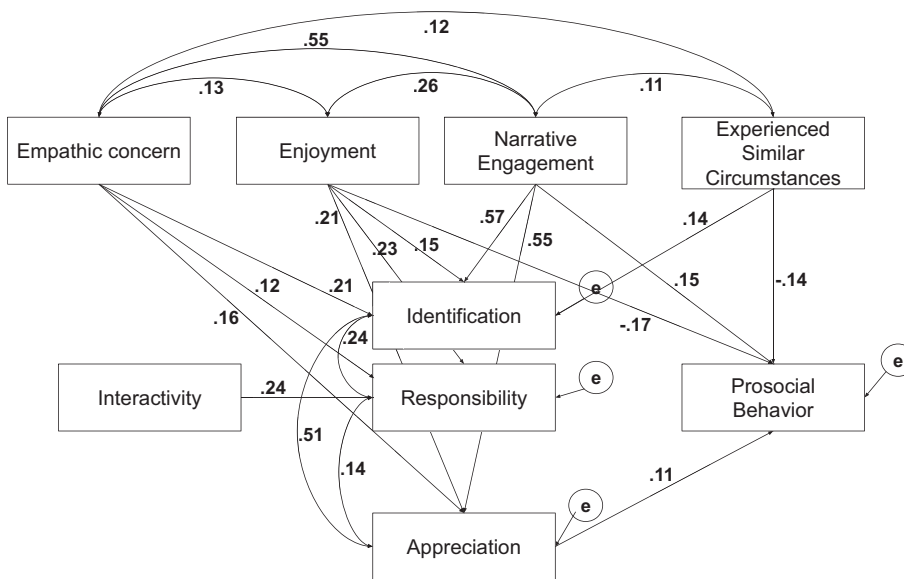 .12
.55
.13
.26
.11
Empathic concern
Enjoyment
Narrative
Engagement
Experienced
Similar
Circumstances
.21
.57
.14
.23
.15
.55
.12
.21
e
.15
-.14
.16
Identification
-.17
.24
Interactivity
.24
Responsibility
e
Prosocial
Behavior
e
.51
.14
.11
e
Appreciation